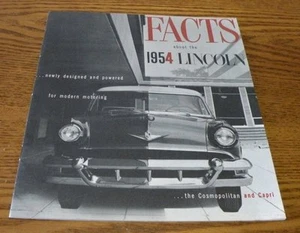 FACTS
about the
1954 LINCOLN
...newly designed and powered
for modern motoring
...the Cosmopolitan and Capri